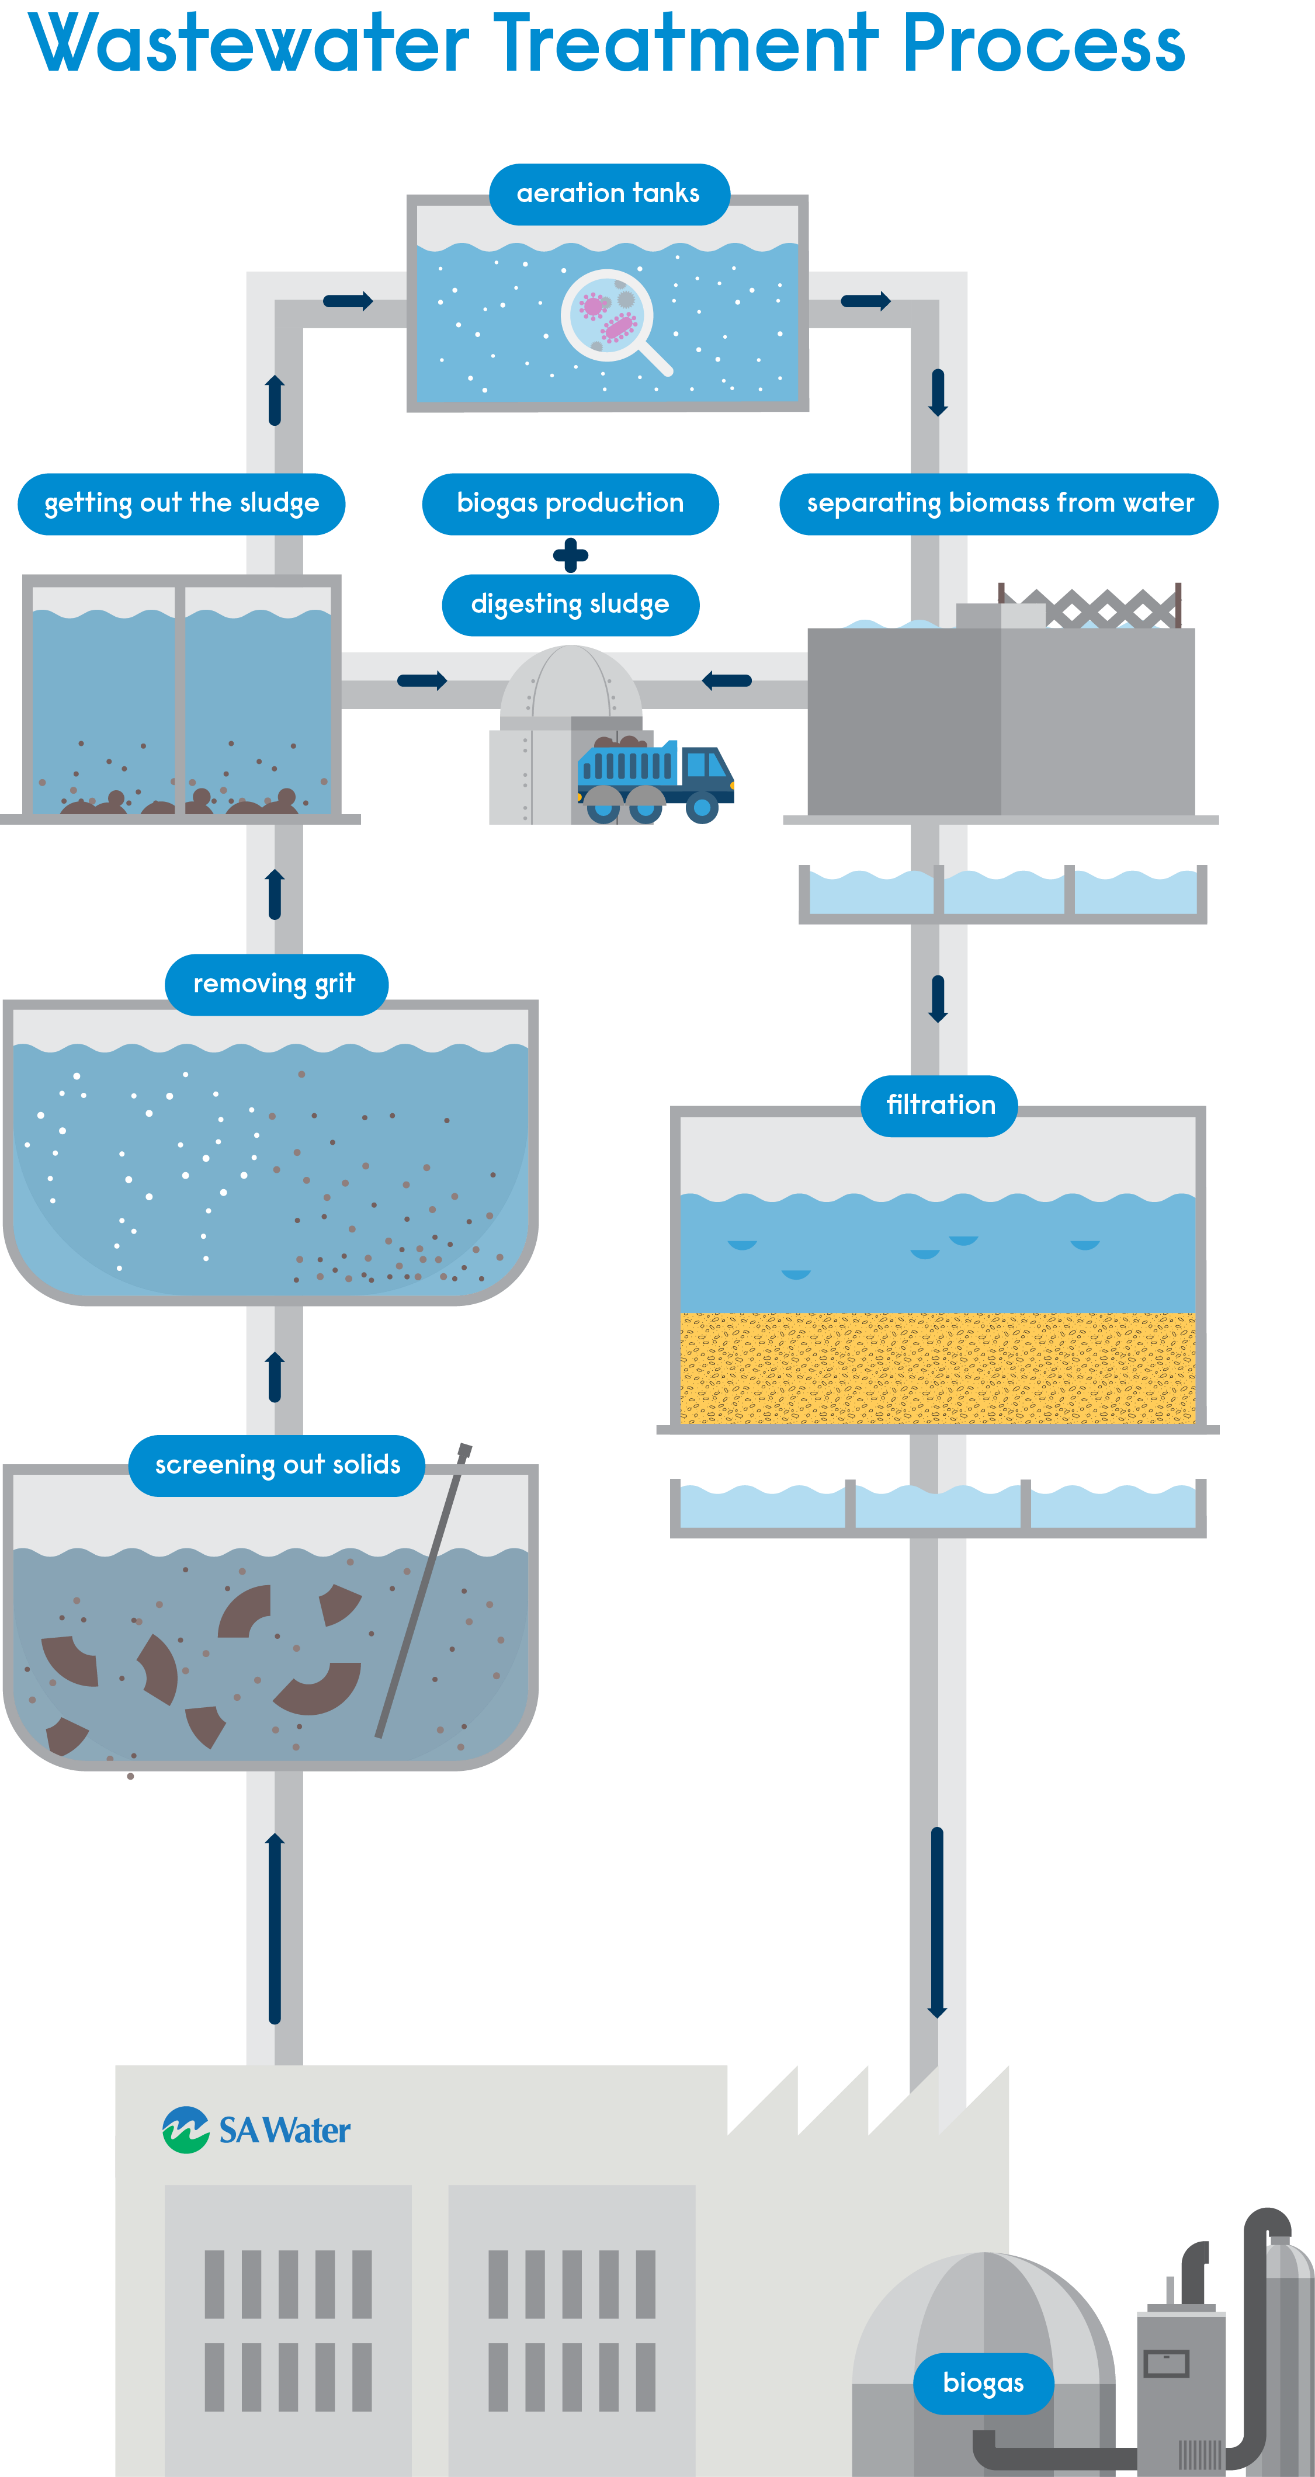 Wastewater Treatment Process
aeration tanks
getting out the sludge
biogas production
separating biomass from water
digesting sludge
removing grit
filtration
screening out solids
SA Water
biogas